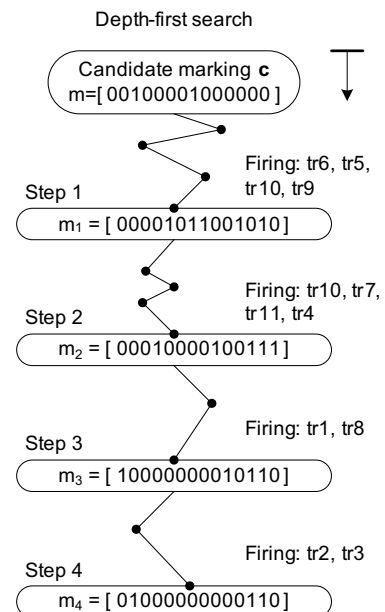 Depth-first search
Candidate marking c
m=[ 00100001000000 ]
Firing: tr6, tr5,
tr10, tr9
Step 1
m1 = [ 00001011001010 ]
Firing: tr10, tr7,
tr11, tr4
Step 2
m2 = [ 00010000100111 ]
Firing: tr1, tr8
Step 3
m3 = [ 10000000010110 ]
Firing: tr2, tr3
Step 4
m4 = [ 01000000000110 ]